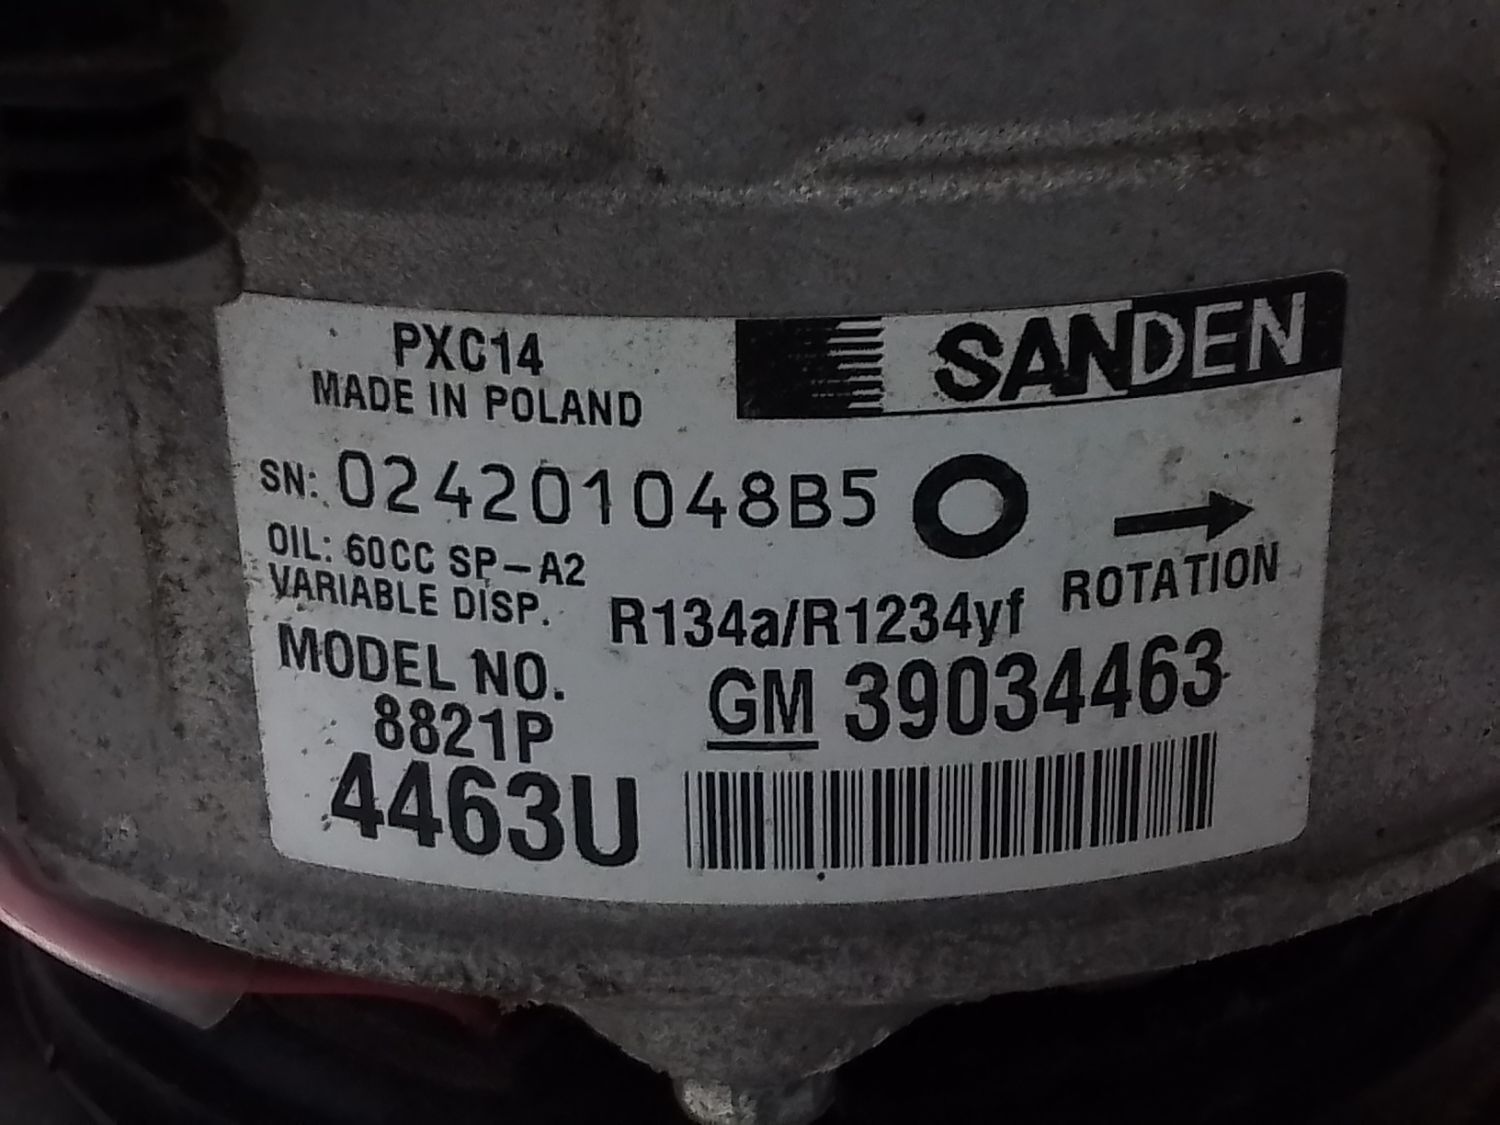 PXC14
MADE IN POLAND
SANDEN
SN: 024201048B5
OIL: 60CC SP-A2
VARIABLE DISP.
R134a/R1234yf
ROTATION
MODEL NO.
8821P
GM 39034463
4463U